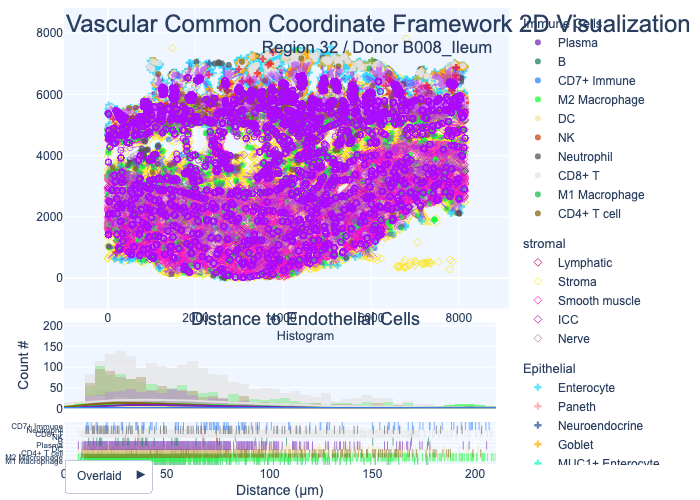 Vascular Common Coordinate Framework 2D Visualization
Region 32 / Donor B008_Ileum
8000
6000
4000
2000
0
0
2000
4000
6000
8000
Immune Cells
Plasma
B
CD7+ Immune
M2 Macrophage
DC
NK
Neutrophil
CD8+ T
M1 Macrophage
CD4+ T cell
stromal
Lymphatic
Stroma
Smooth muscle
ICC
Nerve
Epithelial
Enterocyte
Paneth
Neuroendocrine
Goblet
MUC1+ Enterocyte
Distance to Endothelial Cells
Histogram
Count #
200
150
100
50
0
CD7+ Immune
Neutrophil
CD8+ T
NK
B
Plasma
CD4+ T cell
M2 Macrophage
M1 Macrophage
50
100
150
200
Distance (μm)
Overlaid ►